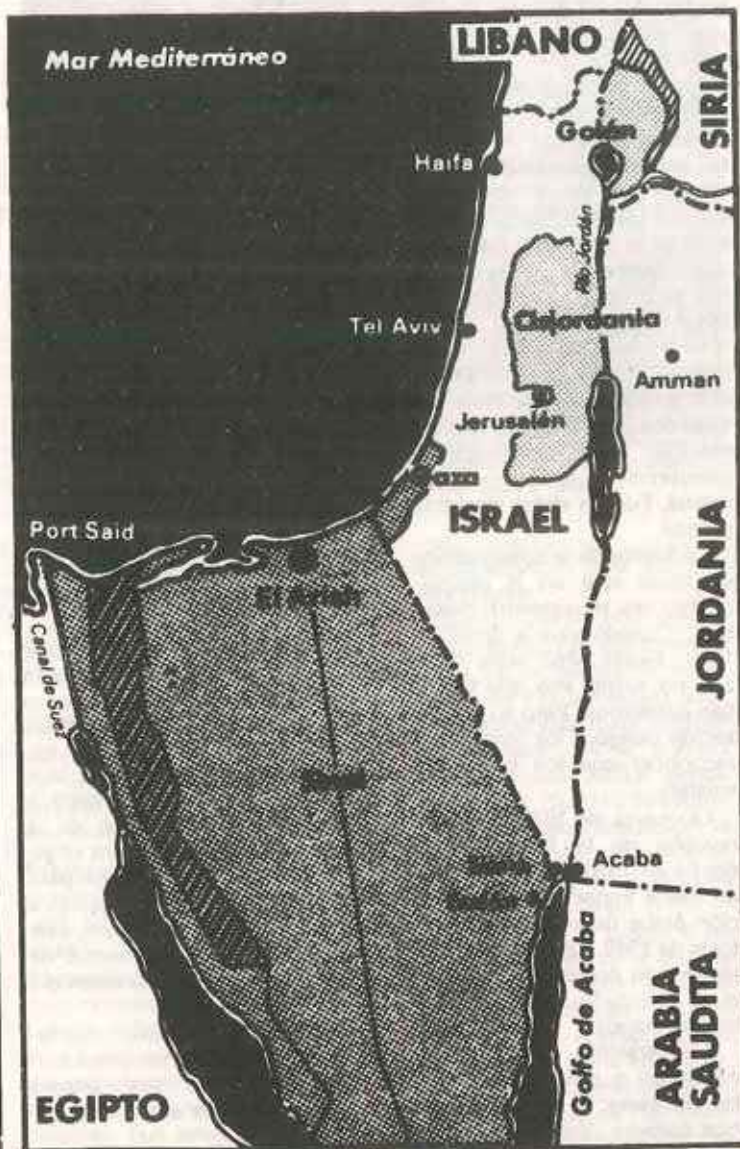 Mar Mediterráneo
LIBANO
SIRIA
Golán
Haifa
Río Jordán
Tel Aviv
Cisjordania
Amman
Jerusalén
Gaza
ISRAEL
Port Said
El Arish
JORDANIA
Canal de Suez
Sinaí
Acaba
Golfo de Acaba
ARABIA
SAUDITA
EGIPTO